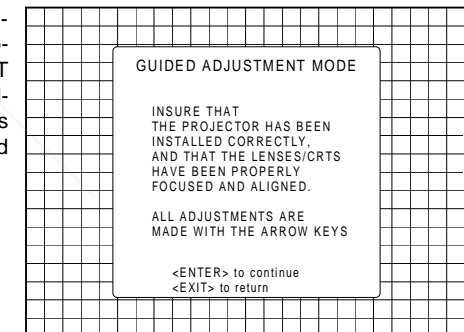 GUIDED ADJUSTMENT MODE
INSURE THAT
THE PROJECTOR HAS BEEN
INSTALLED CORRECTLY,
AND THAT THE LENSES/CRTS
HAVE BEEN PROPERLY
FOCUSED AND ALIGNED.
ALL ADJUSTMENTS ARE
MADE WITH THE ARROW KEYS
<ENTER> to continue
<EXIT> to return